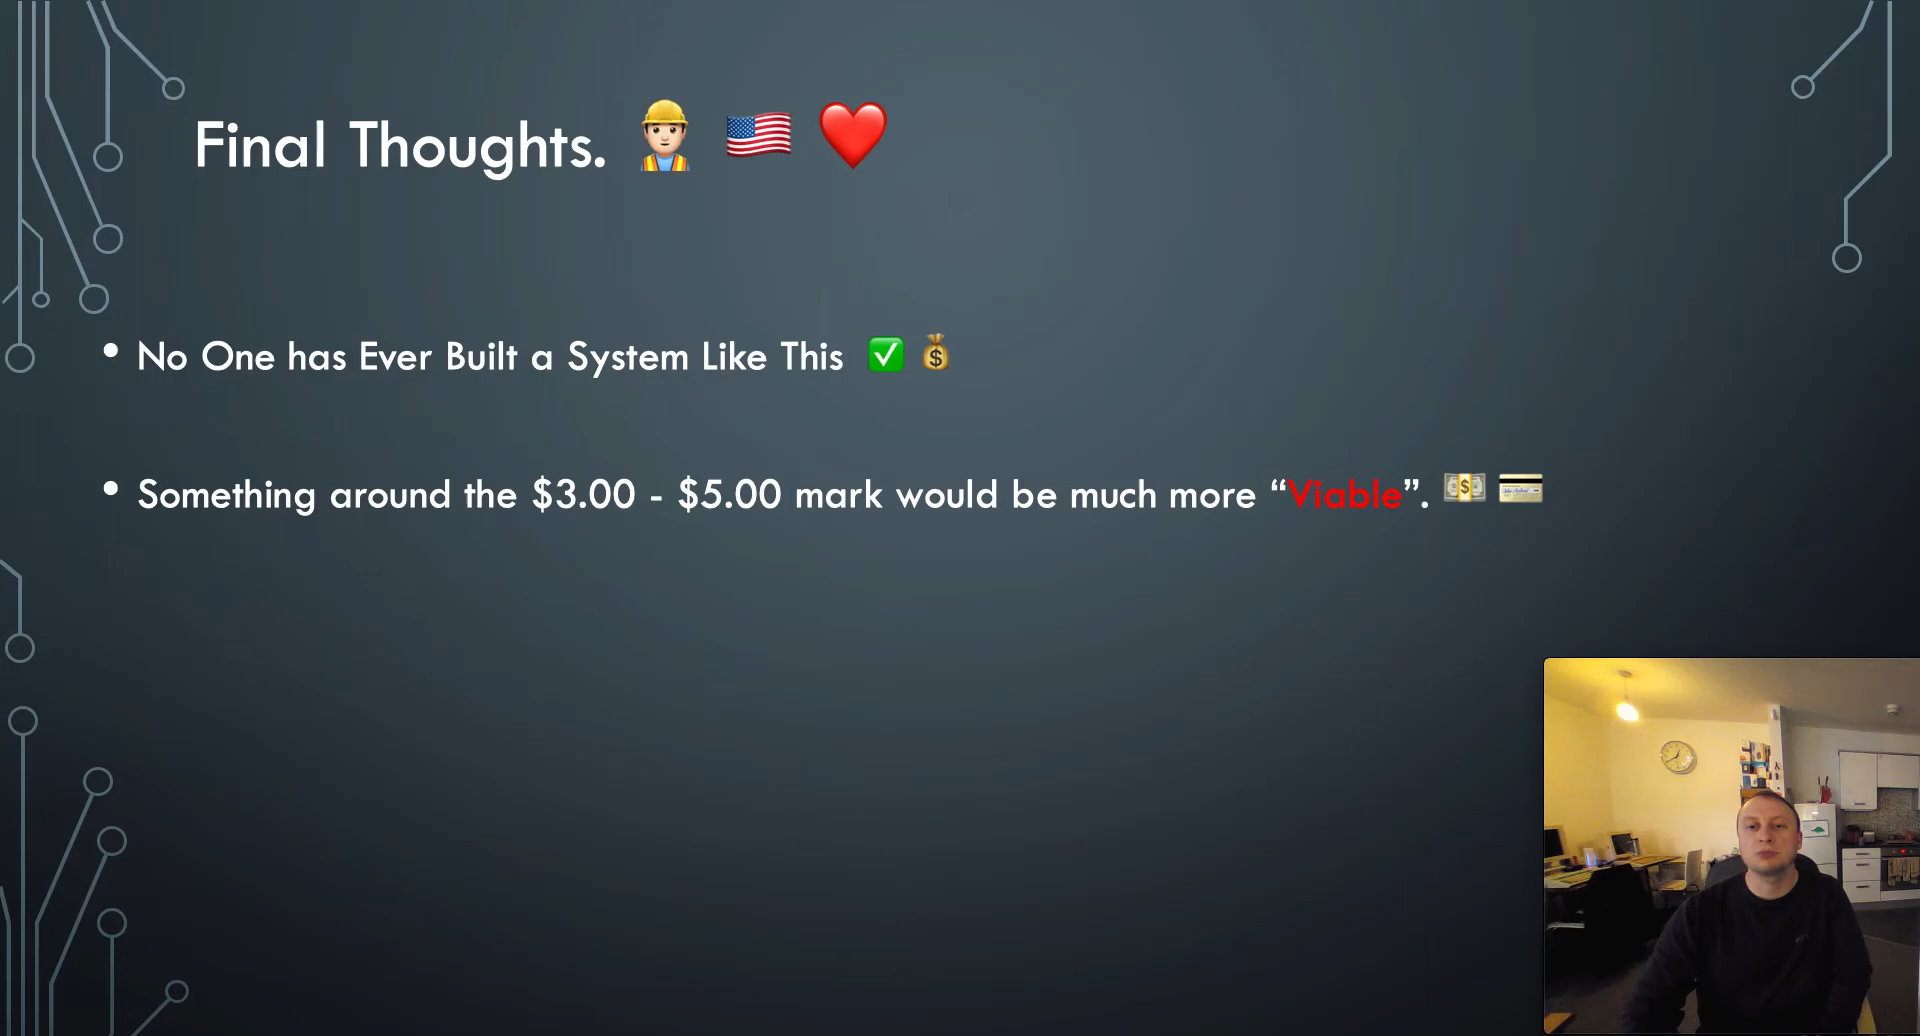 Final Thoughts. 👷🏻‍♂️ 🇺🇸 ❤️
• No One has Ever Built a System Like This ✅ 💰
• Something around the $3.00 - $5.00 mark would be much more “Viable”. 💵 💳